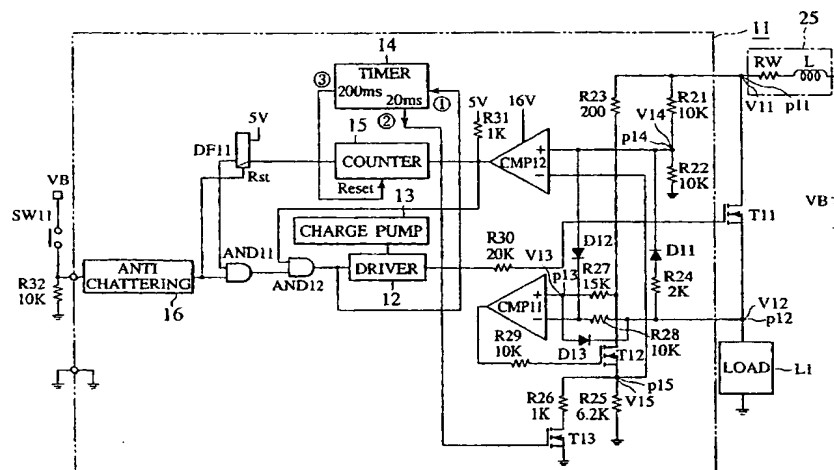 14
TIMER
200ms
20ms
③
②
①
11
25
RW
L
V11
p11
5V
DF11
Rst
15
COUNTER
Reset
5V
R31
1K
16V
CMP12
+
−
R23
200
V14
p14
R21
10K
R22
10K
VB
SW11
R32
10K
ANTI
CHATTERING
16
AND11
AND12
13
CHARGE PUMP
DRIVER
12
R30
20K
V13
p13
CMP11
+
−
D12
R27
15K
D11
R24
2K
T11
VB
V12
p12
R29
10K
D13
T12
R28
10K
LOAD
L1
R26
1K
R25
6.2K
p15
V15
T13